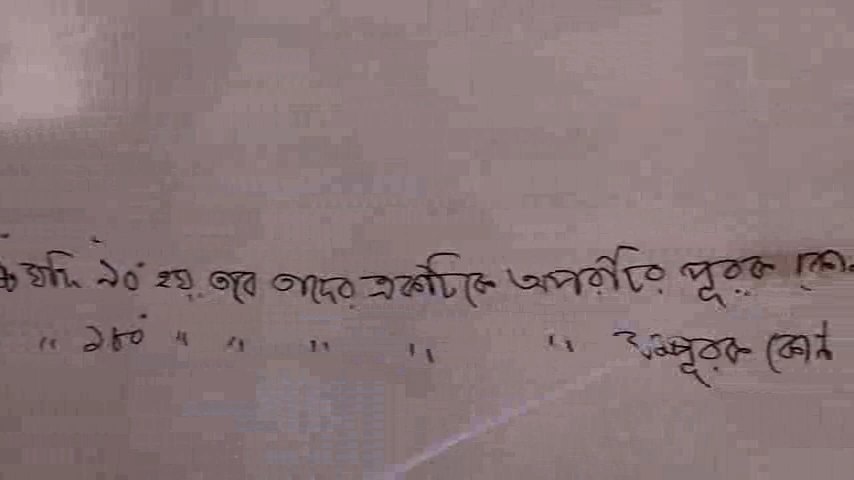 যদি ৯০° হয় তবে তাদের একটিকে অপরটির পূরক কোণ
" ১৮০° " " " " " সম্পূরক কোণ